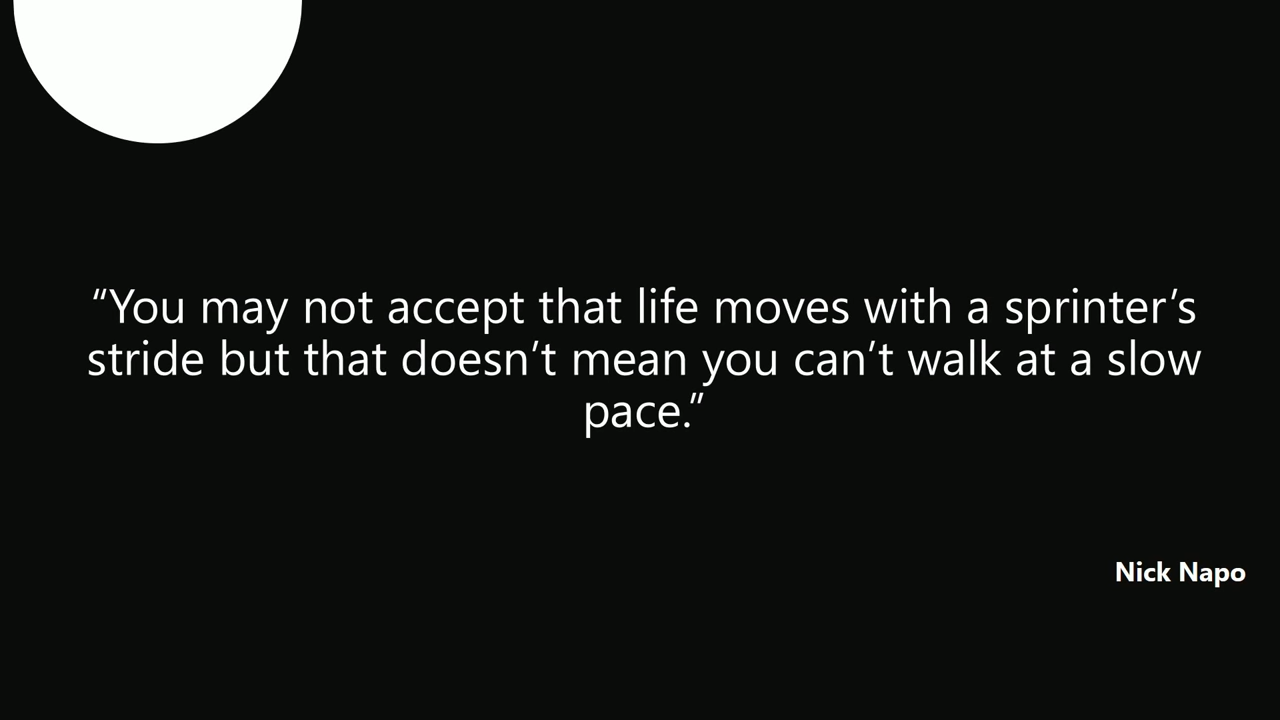 “You may not accept that life moves with a sprinter’s
stride but that doesn’t mean you can’t walk at a slow
pace.”
Nick Napo